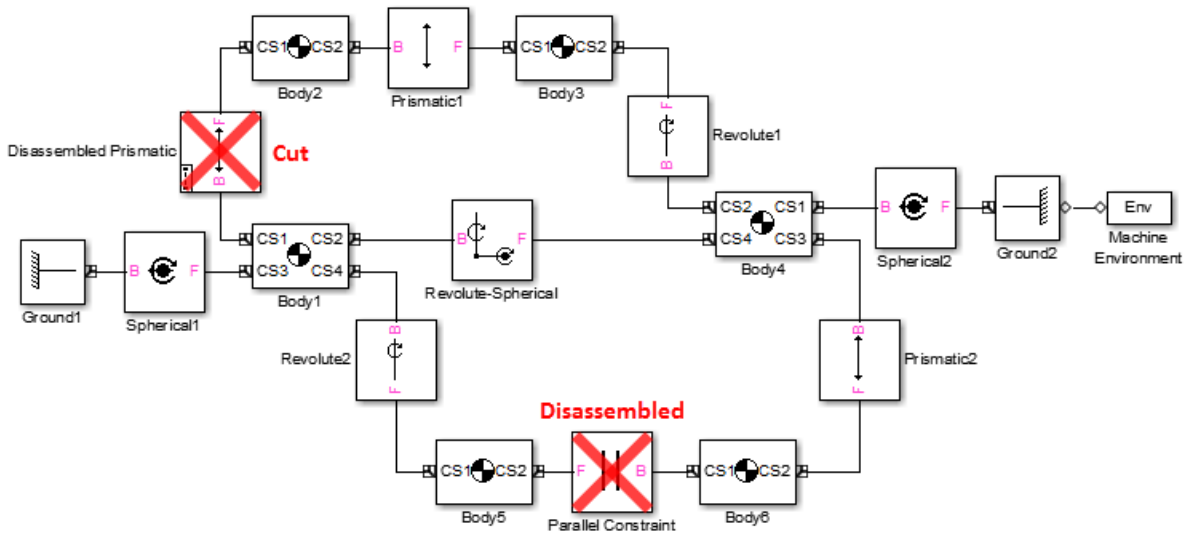 CS1 CS2
Body2
B F
Prismatic1
CS1 CS2
Body3
F
B
Revolute1
Disassembled Prismatic
F
B
Cut
CS1 CS2
CS3 CS4
Body1
B
Revolute-Spherical
CS2 CS1
CS4 CS3
Body4
B F
Spherical2
Ground2
Env
Machine
Environment
Ground1
B F
Spherical1
Revolute2
B
F
B
F
Prismatic2
Disassembled
CS1 CS2
Body5
F B
Parallel Constraint
CS1 CS2
Body6